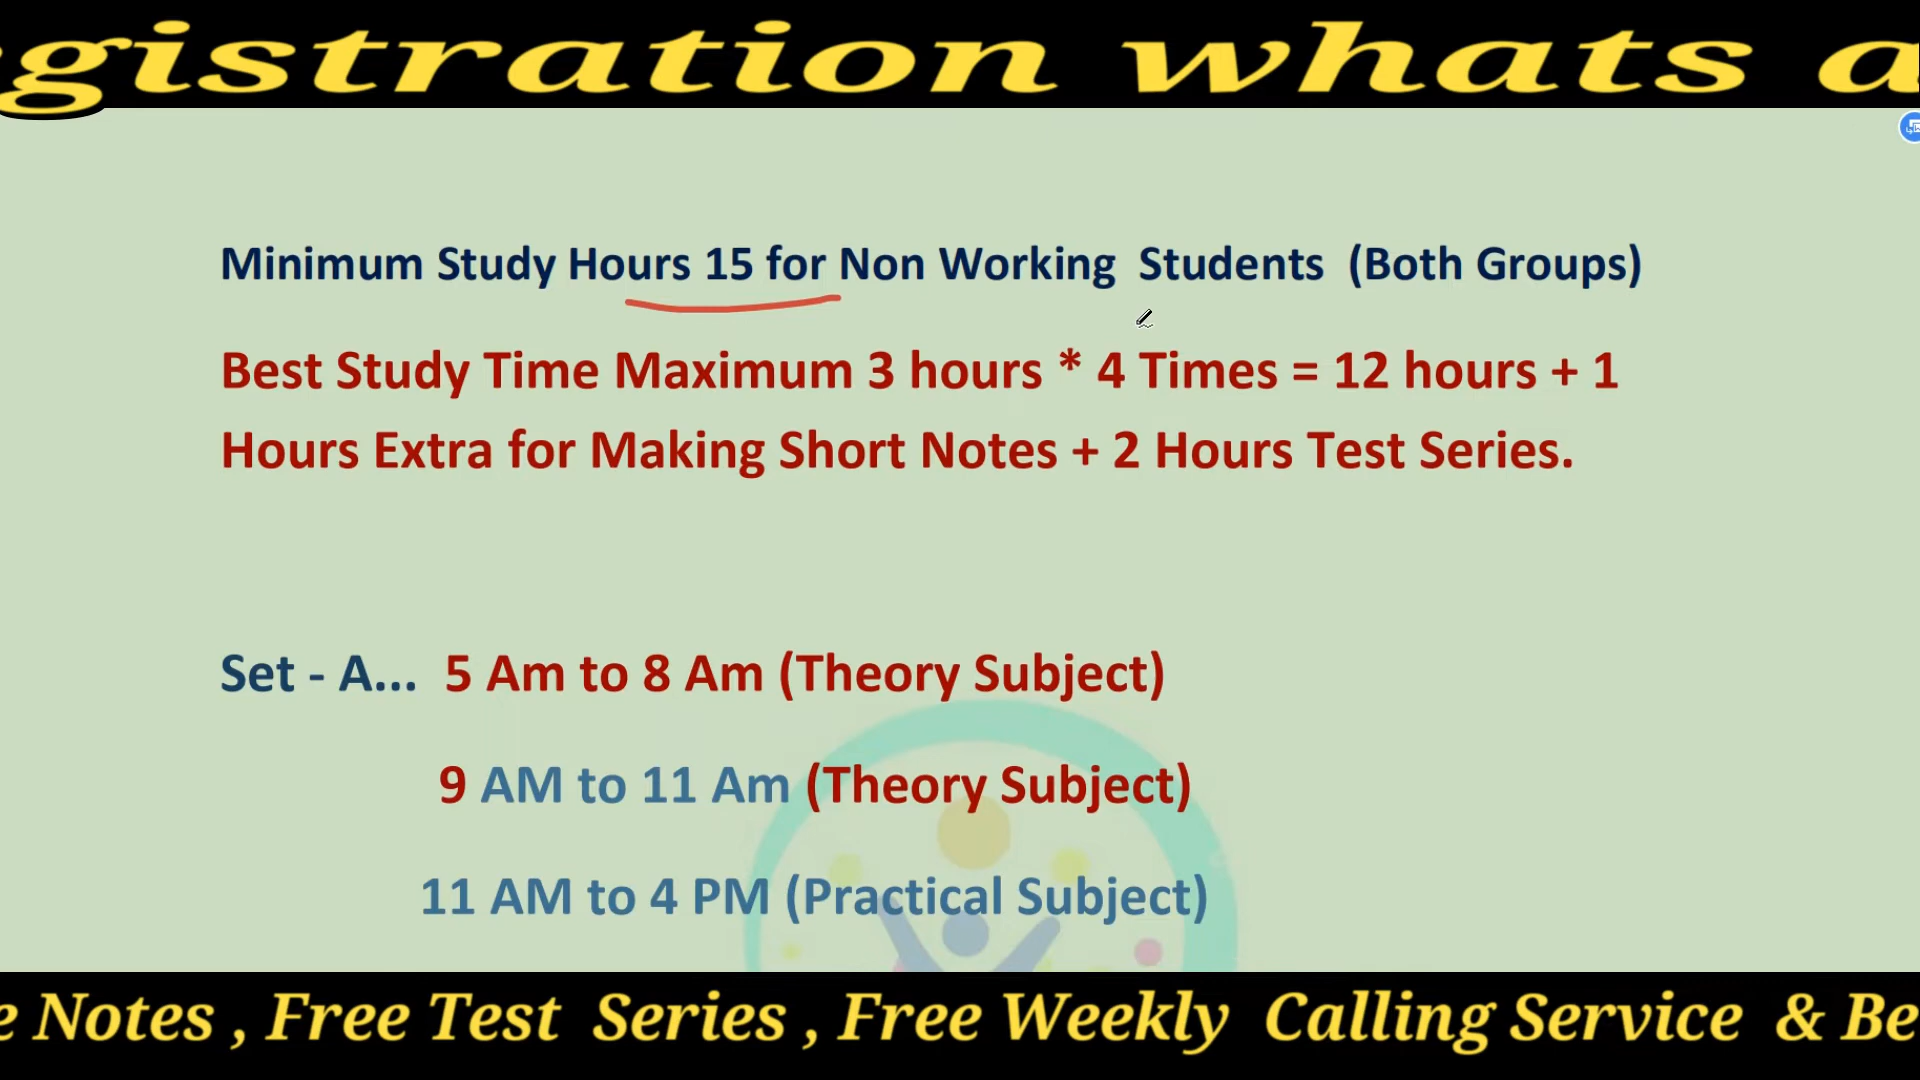 gistration whats a
Minimum Study Hours 15 for Non Working Students (Both Groups)
Best Study Time Maximum 3 hours * 4 Times = 12 hours + 1
Hours Extra for Making Short Notes + 2 Hours Test Series.
Set - A... 5 Am to 8 Am (Theory Subject)
9 AM to 11 Am (Theory Subject)
11 AM to 4 PM (Practical Subject)
e Notes , Free Test Series , Free Weekly Calling Service & Be